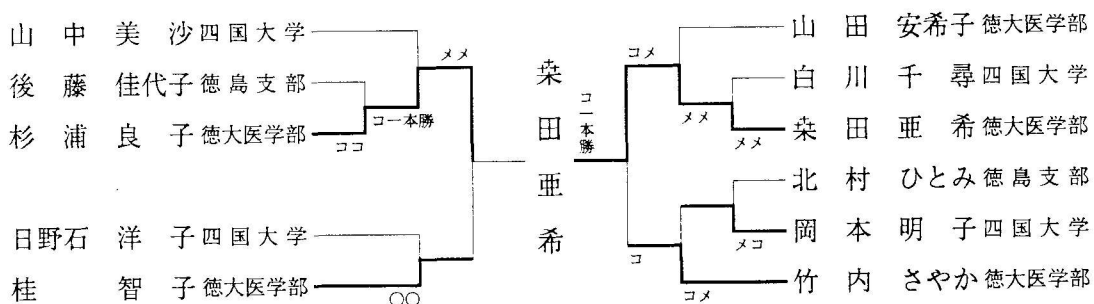 山中美沙 四国大学
後藤佳代子 徳島支部
杉浦良子 徳大医学部
日野石洋子 四国大学
桂智子 徳大医学部
ココ
コ一本勝
メメ
○○
桒田亜希
コ一本勝
コメ
メメ
メメ
コ
メコ
コメ
山田安希子 徳大医学部
白川千尋 四国大学
桒田亜希 徳大医学部
北村ひとみ 徳島支部
岡本明子 四国大学
竹内さやか 徳大医学部